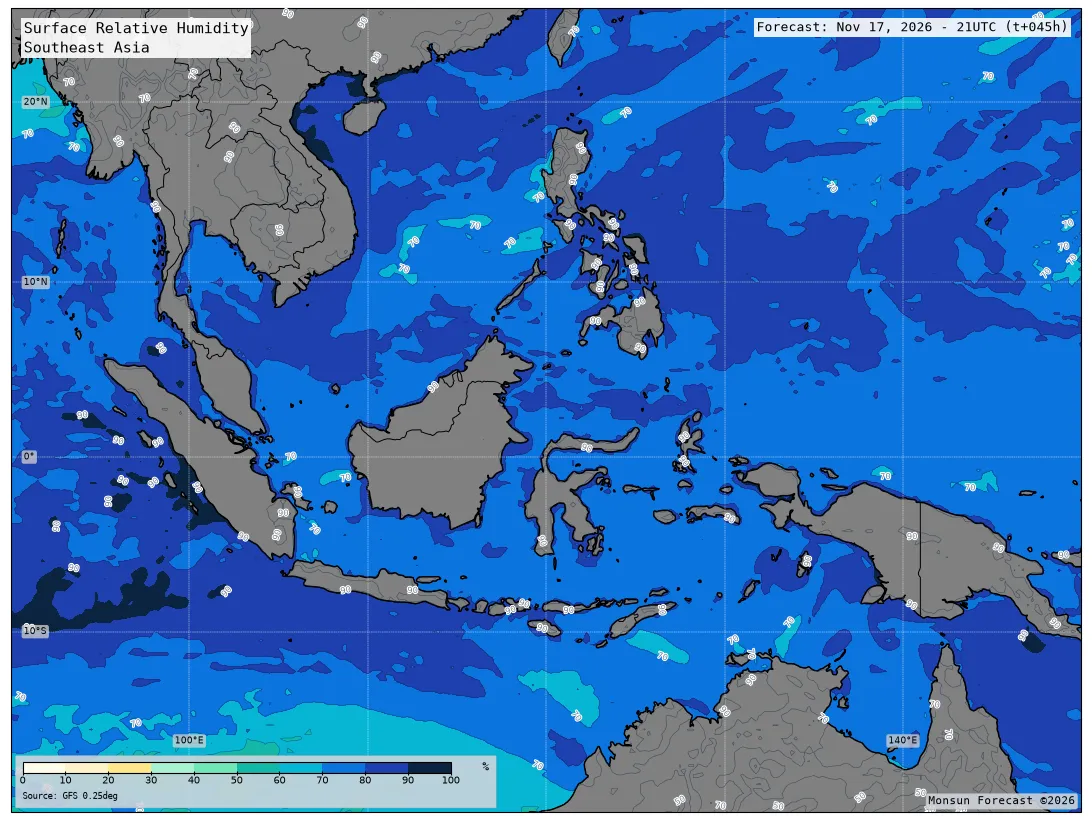 Surface Relative Humidity
Southeast Asia
Forecast: Nov 17, 2026 - 21UTC (t+045h)
20°N
10°N
0°
10°S
100°E
140°E
0 10 20 30 40 50 60 70 80 90 100
%
Source: GFS 0.25deg
Monsun Forecast ©2026